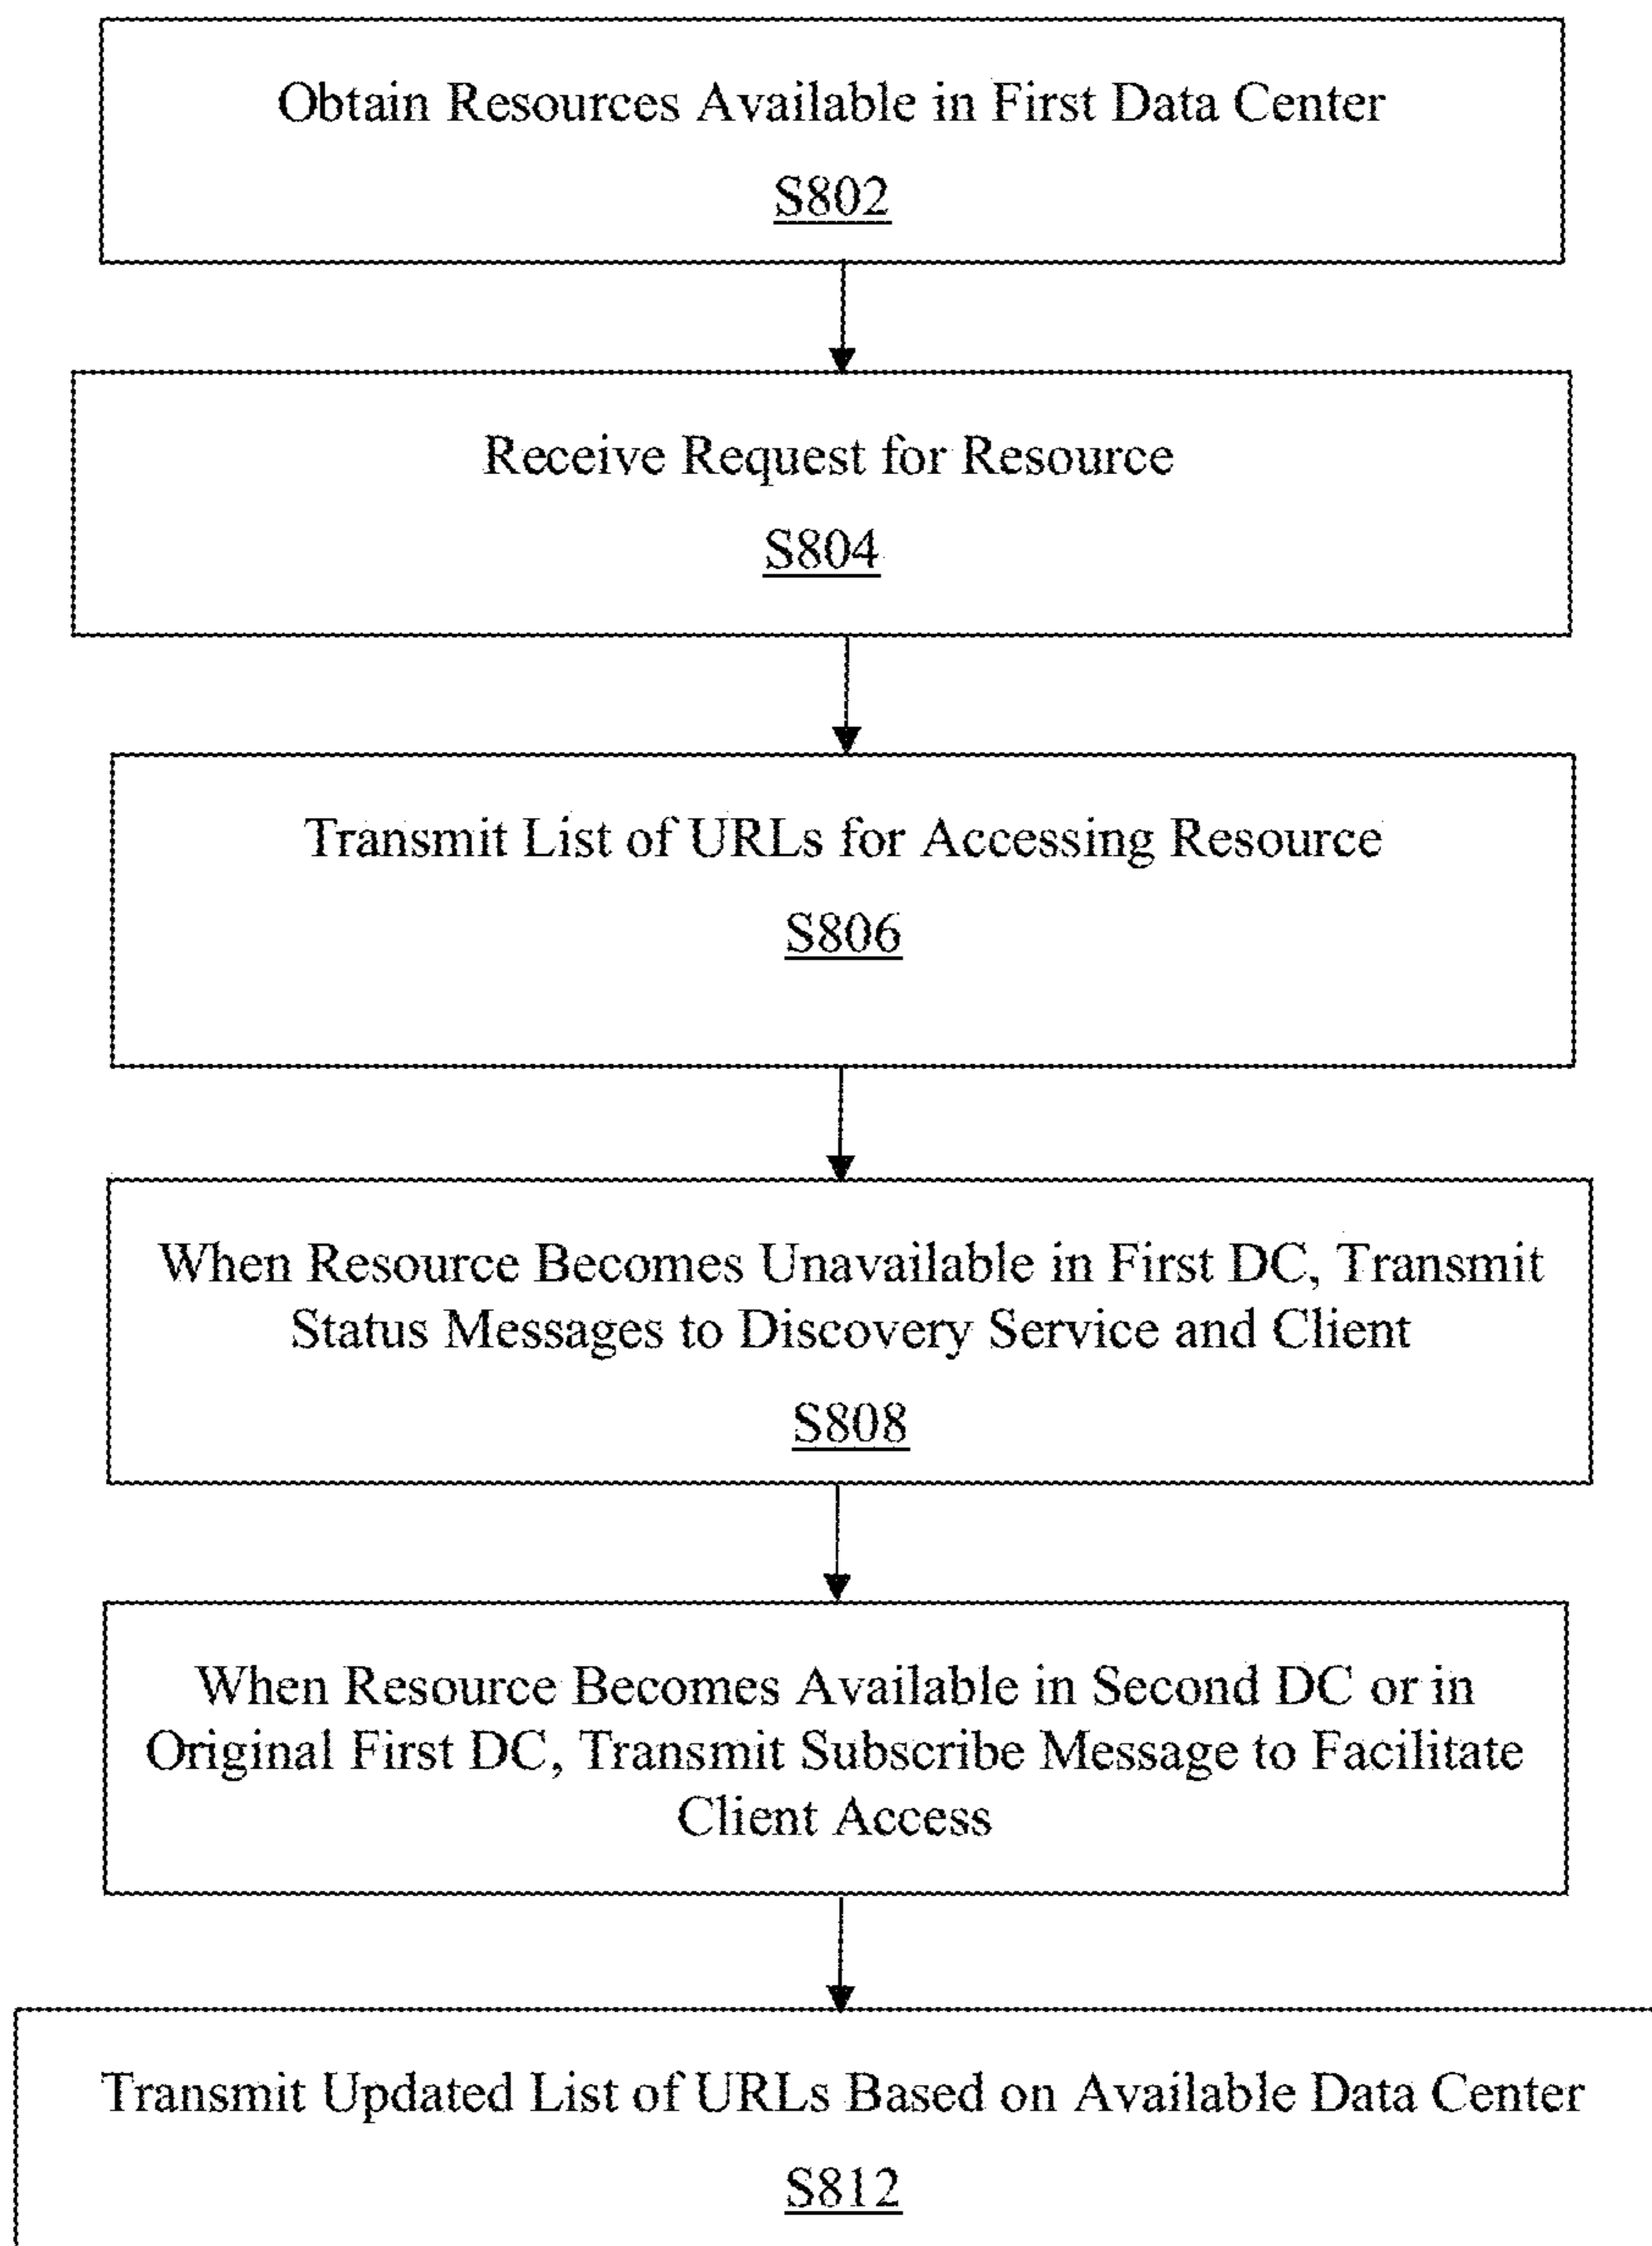 Obtain Resources Available in First Data Center
S802
Receive Request for Resource
S804
Transmit List of URLs for Accessing Resource
S806
When Resource Becomes Unavailable in First DC, Transmit
Status Messages to Discovery Service and Client
S808
When Resource Becomes Available in Second DC or in
Original First DC, Transmit Subscribe Message to Facilitate
Client Access
Transmit Updated List of URLs Based on Available Data Center
S812